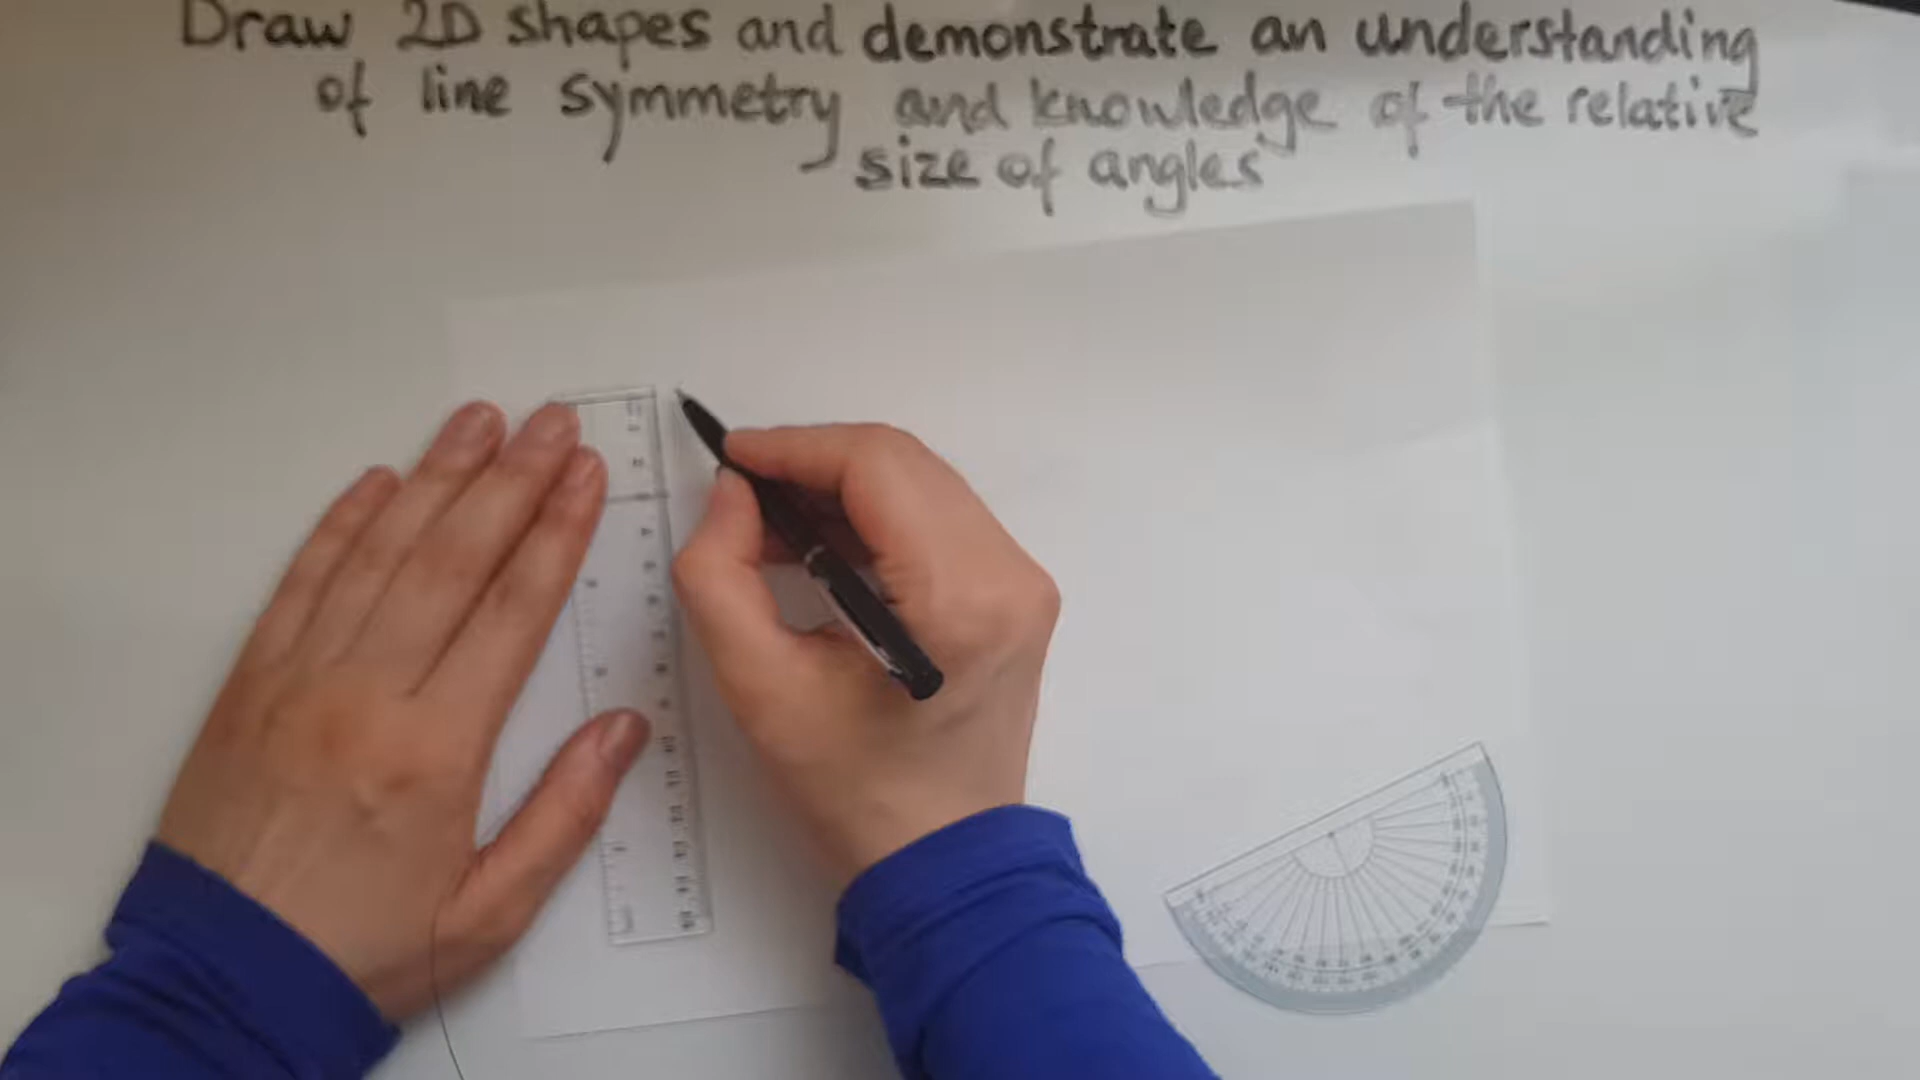 Draw 2D shapes and demonstrate an understanding
of line symmetry and knowledge of the relative
size of angles